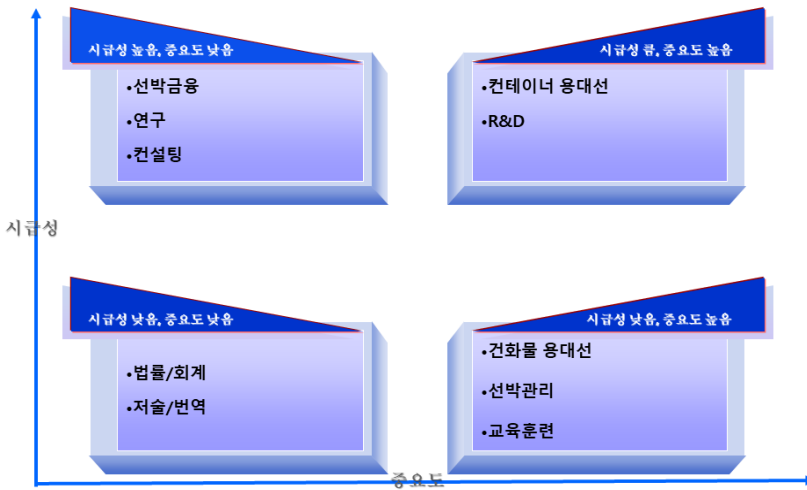 시급성 높음, 중요도 낮음
•선박금융
•연구
•컨설팅
시급성 큼, 중요도 높음
•컨테이너 용대선
•R&D
시급성
시급성 낮음, 중요도 낮음
•법률/회계
•저술/번역
시급성 낮음, 중요도 높음
•건화물 용대선
•선박관리
•교육훈련
중요도